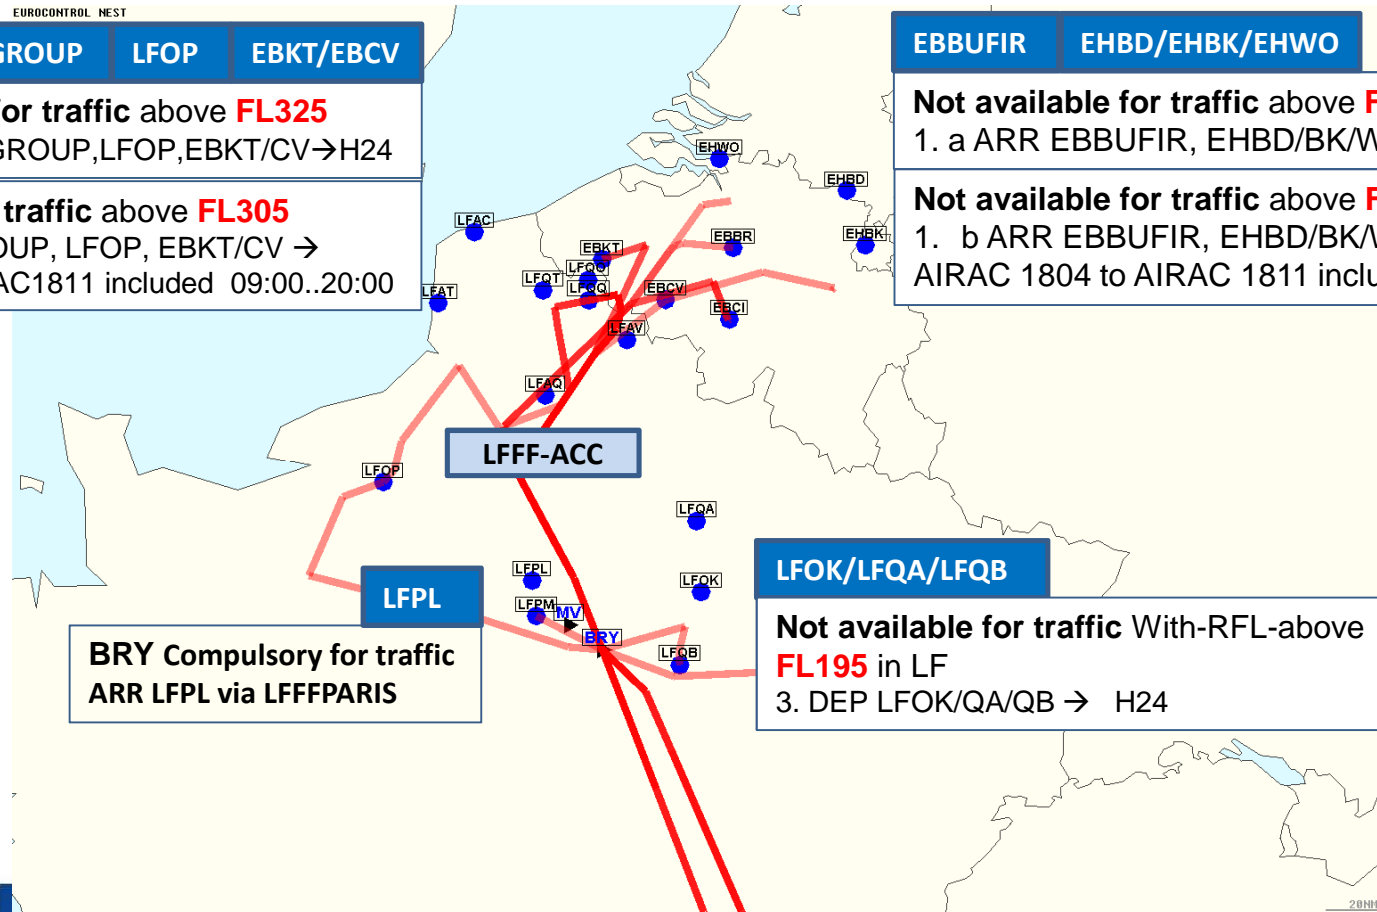 EUROCONTROL NEST
GROUP LFOP EBKT/EBCV
or traffic above FL325
GROUP,LFOP,EBKT/CV→H24
traffic above FL305
OUP, LFOP, EBKT/CV →
AC1811 included 09:00..20:00
EBBUFIR EHBD/EHBK/EHWO
Not available for traffic above F
1. a ARR EBBUFIR, EHBD/BK/W
Not available for traffic above F
1. b ARR EBBUFIR, EHBD/BK/W
AIRAC 1804 to AIRAC 1811 inclu
EHWO
EHBD
LFAC
EBKT
EBBR
EHBK
LFQO
LFQT
LFQQ
EBCV
LFAT
EBCI
LFAV
LFAQ
LFFF-ACC
LFOP
LFQA
LFPL
LFOK
LFPM
MV
BRY
LFQB
LFPL
BRY Compulsory for traffic
ARR LFPL via LFFFPARIS
LFOK/LFQA/LFQB
Not available for traffic With-RFL-above
FL195 in LF
3. DEP LFOK/QA/QB → H24
20NM